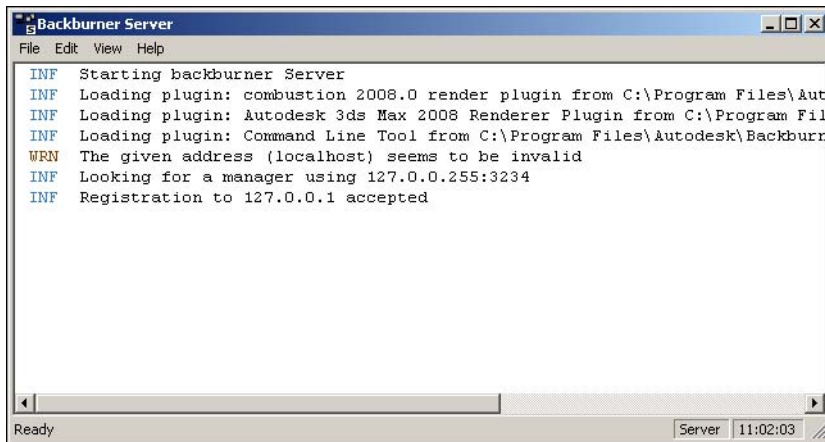 Backburner Server
File Edit View Help
INF Starting backburner Server
INF Loading plugin: combustion 2008.0 render plugin from C:\Program Files\Aut
INF Loading plugin: Autodesk 3ds Max 2008 Renderer Plugin from C:\Program Fil
INF Loading plugin: Command Line Tool from C:\Program Files\Autodesk\Backburn
WRN The given address (localhost) seems to be invalid
INF Looking for a manager using 127.0.0.255:3234
INF Registration to 127.0.0.1 accepted
Ready Server 11:02:03